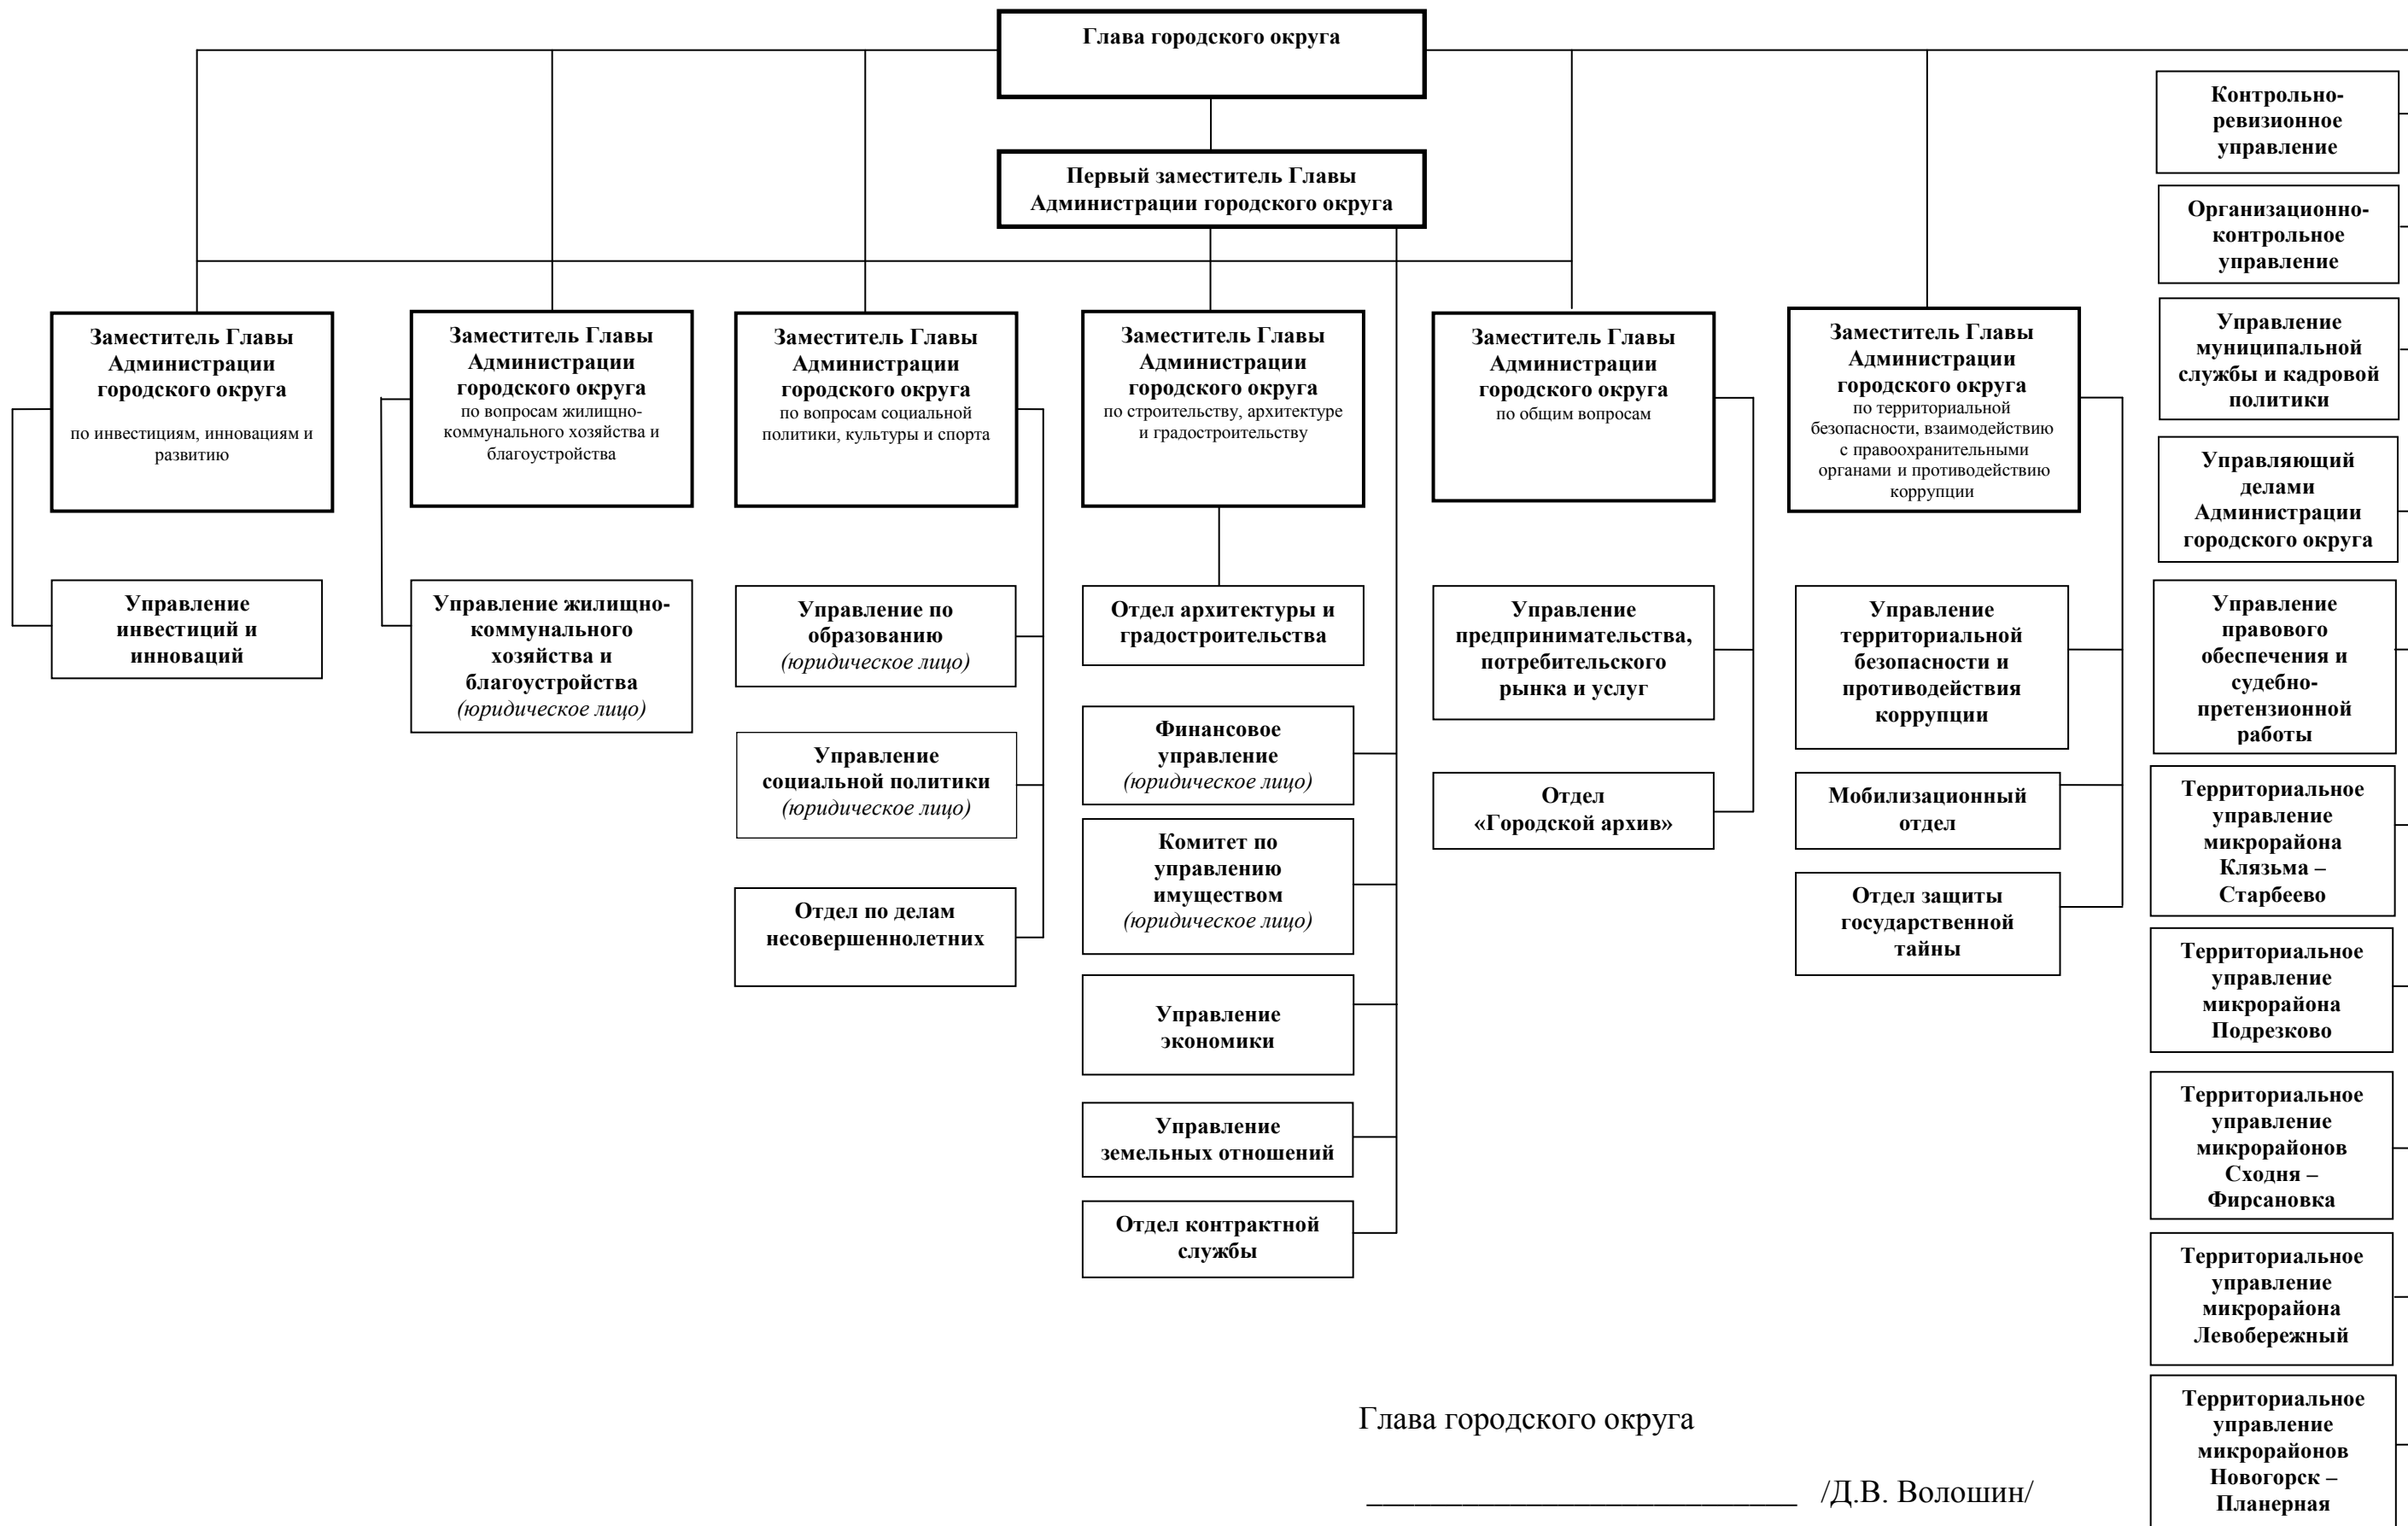 Глава городского округа
Первый заместитель Главы
Администрации городского округа
Заместитель Главы
Администрации
городского округа
по инвестициям, инновациям и
развитию
Управление
инвестиций и
инноваций
Заместитель Главы
Администрации
городского округа
по вопросам жилищно-
коммунального хозяйства и
благоустройства
Управление жилищно-
коммунального
хозяйства и
благоустройства
(юридическое лицо)
Заместитель Главы
Администрации
городского округа
по вопросам социальной
политики, культуры и спорта
Управление по
образованию
(юридическое лицо)
Управление
социальной политики
(юридическое лицо)
Отдел по делам
несовершеннолетних
Заместитель Главы
Администрации
городского округа
по строительству, архитектуре
и градостроительству
Отдел архитектуры и
градостроительства
Финансовое
управление
(юридическое лицо)
Комитет по
управлению
имуществом
(юридическое лицо)
Управление
экономики
Управление
земельных отношений
Отдел контрактной
службы
Заместитель Главы
Администрации
городского округа
по общим вопросам
Управление
предпринимательства,
потребительского
рынка и услуг
Отдел
«Городской архив»
Заместитель Главы
Администрации
городского округа
по территориальной
безопасности, взаимодействию
с правоохранительными
органами и противодействию
коррупции
Управление
территориальной
безопасности и
противодействия
коррупции
Мобилизационный
отдел
Отдел защиты
государственной
тайны
Контрольно-
ревизионное
управление
Организационно-
контрольное
управление
Управление
муниципальной
службы и кадровой
политики
Управляющий
делами
Администрации
городского округа
Управление
правового
обеспечения и
судебно-
претензионной
работы
Территориальное
управление
микрорайона
Клязьма –
Старбеево
Территориальное
управление
микрорайона
Подрезково
Территориальное
управление
микрорайонов
Сходня –
Фирсановка
Территориальное
управление
микрорайона
Левобережный
Территориальное
управление
микрорайонов
Новогорск –
Планерная
Глава городского округа
___________________________ /Д.В. Волошин/